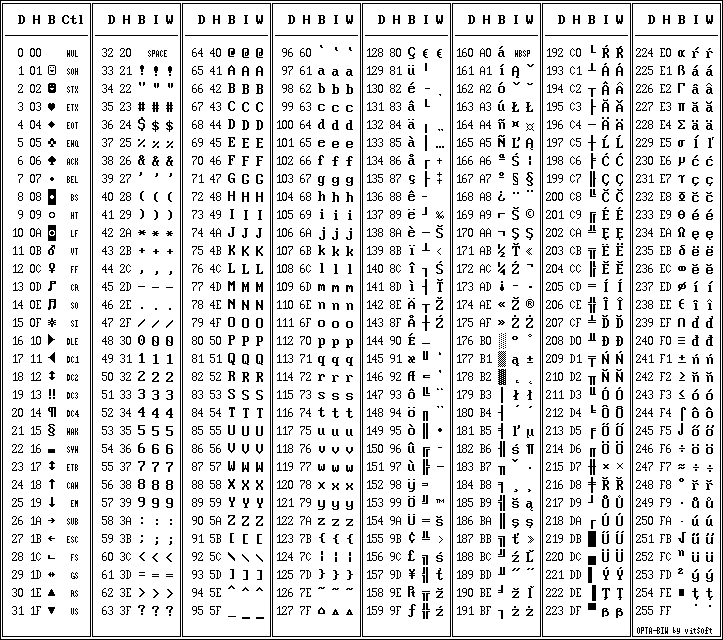 D H B Ctl D H B I W D H B I W D H B I W D H B I W D H B I W D H B I W D H B I W
0 00 NUL 32 20 SPACE 64 40 @ @ @ 96 60 ` ` ` 128 80 Ç € € 160 A0 á NBSP 192 C0 └ Ŕ Ŕ 224 E0 α ŕ ŕ
1 01 ☺ SOH 33 21 ! ! ! 65 41 A A A 97 61 a a a 129 81 ü 161 A1 í Ą ˇ 193 C1 ┴ Á Á 225 E1 ß á á
2 02 ☻ STX 34 22 " " " 66 42 B B B 98 62 b b b 130 82 é 162 A2 ó ˘ ˘ 194 C2 ┬ Â Â 226 E2 Γ â â
3 03 ♥ ETX 35 23 # # # 67 43 C C C 99 63 c c c 131 83 â 163 A3 ú Ł Ł 195 C3 ├ Ă Ă 227 E3 π ă ă
4 04 ♦ EOT 36 24 $ $ $ 68 44 D D D 100 64 d d d 132 84 ä „ 164 A4 ñ ¤ ¤ 196 C4 ─ Ä Ä 228 E4 Σ ä ä
5 05 ♣ ENQ 37 25 % % % 69 45 E E E 101 65 e e e 133 85 à … 165 A5 Ñ Ľ Ą 197 C5 ┼ Ĺ Ĺ 229 E5 σ ĺ ĺ
6 06 ♠ ACK 38 26 & & & 70 46 F F F 102 66 f f f 134 86 å ┌ † 166 A6 ª Ś ¦ 198 C6 ╞ Ć Ć 230 E6 µ ć ć
7 07 • BEL 39 27 ' ' ' 71 47 G G G 103 67 g g g 135 87 ç ├ ‡ 167 A7 º § § 199 C7 ╟ Ç Ç 231 E7 τ ç ç
8 08 ◘ BS 40 28 ( ( ( 72 48 H H H 104 68 h h h 136 88 ê 168 A8 ¿ ¨ ¨ 200 C8 ╚ Č Č 232 E8 Φ č č
9 09 ○ HT 41 29 ) ) ) 73 49 I I I 105 69 i i i 137 89 ë ┘ ‰ 169 A9 ⌐ Š © 201 C9 ╔ É É 233 E9 θ é é
10 0A ◙ LF 42 2A * * * 74 4A J J J 106 6A j j j 138 8A è ─ Š 170 AA ¬ Ş Ş 202 CA ╩ Ę Ę 234 EA Ω ę ę
11 0B ♂ VT 43 2B + + + 75 4B K K K 107 6B k k k 139 8B ï ┴ ‹ 171 AB ½ Ť « 203 CB ╦ Ë Ë 235 EB δ ë ë
12 0C ♀ FF 44 2C , , , 76 4C L L L 108 6C l l l 140 8C î ┐ Ś 172 AC ¼ Ź ¬ 204 CC ╠ Ě Ě 236 EC ∞ ě ě
13 0D ♪ CR 45 2D - - - 77 4D M M M 109 6D m m m 141 8D ì ┤ Ť 173 AD ¡ - - 205 CD ═ Í Í 237 ED φ í í
14 0E ♫ SO 46 2E . . . 78 4E N N N 110 6E n n n 142 8E Ä ┬ Ž 174 AE « Ž ® 206 CE ╬ Î Î 238 EE ε î î
15 0F ☼ SI 47 2F / / / 79 4F O O O 111 6F o o o 143 8F Å ┼ Ź 175 AF » Ż Ż 207 CF ╧ Ď Ď 239 EF ∩ ď ď
16 10 ► DLE 48 30 0 0 0 80 50 P P P 112 70 p p p 144 90 É 176 B0 ░ ° ° 208 D0 ╨ Đ Đ 240 F0 ≡ đ đ
17 11 ◄ DC1 49 31 1 1 1 81 51 Q Q Q 113 71 q q q 145 91 æ ‘ 177 B1 ▒ ą ± 209 D1 ╤ Ń Ń 241 F1 ± ń ń
18 12 ↕ DC2 50 32 2 2 2 82 52 R R R 114 72 r r r 146 92 Æ ═ ’ 178 B2 ▓ ˛ ˛ 210 D2 ╥ Ň Ň 242 F2 ≥ ň ň
19 13 ‼ DC3 51 33 3 3 3 83 53 S S S 115 73 s s s 147 93 ô ╚ “ 179 B3 │ ł ł 211 D3 ╙ Ó Ó 243 F3 ≤ ó ó
20 14 ¶ DC4 52 34 4 4 4 84 54 T T T 116 74 t t t 148 94 ö ╔ ” 180 B4 ┤ ´ ´ 212 D4 ╘ Ô Ô 244 F4 ⌠ ô ô
21 15 § NAK 53 35 5 5 5 85 55 U U U 117 75 u u u 149 95 ò ╠ • 181 B5 ╡ ľ µ 213 D5 ╒ Ő Ő 245 F5 ⌡ ő ő
22 16 ▬ SYN 54 36 6 6 6 86 56 V V V 118 76 v v v 150 96 û – 182 B6 ╢ ś ¶ 214 D6 ╓ Ö Ö 246 F6 ÷ ö ö
23 17 ↨ ETB 55 37 7 7 7 87 57 W W W 119 77 w w w 151 97 ù — 183 B7 ╖ ˇ · 215 D7 ╫ × × 247 F7 ≈ ÷ ÷
24 18 ↑ CAN 56 38 8 8 8 88 58 X X X 120 78 x x x 152 98 ÿ 184 B8 ╕ ¸ ¸ 216 D8 ╪ Ř Ř 248 F8 ° ř ř
25 19 ↓ EM 57 39 9 9 9 89 59 Y Y Y 121 79 y y y 153 99 Ö ╝ ™ 185 B9 ╣ š ą 217 D9 ┘ Ů Ů 249 F9 ∙ ů ů
26 1A → SUB 58 3A : : : 90 5A Z Z Z 122 7A z z z 154 9A Ü ═ š 186 BA ║ ş ş 218 DA ┌ Ú Ú 250 FA · ú ú
27 1B ← ESC 59 3B ; ; ; 91 5B [ [ [ 123 7B { { { 155 9B ¢ ╩ › 187 BB ╗ ť » 219 DB █ Ű Ű 251 FB √ ű ű
28 1C ∟ FS 60 3C < < < 92 5C \ \ \ 124 7C | | | 156 9C £ ╗ ś 188 BC ╝ ź Ľ 220 DC ▄ Ü Ü 252 FC ⁿ ü ü
29 1D ↔ GS 61 3D = = = 93 5D ] ] ] 125 7D } } } 157 9D ¥ ╣ ť 189 BD ╜ ˝ ˝ 221 DD ▌ Ý Ý 253 FD ² ý ý
30 1E ▲ RS 62 3E > > > 94 5E ^ ^ ^ 126 7E ~ ~ ~ 158 9E ╦ ž 190 BE ╛ ž ľ 222 DE ▐ Ţ Ţ 254 FE ■ ţ ţ
31 1F ▼ US 63 3F ? ? ? 95 5F _ _ _ 127 7F ⌂ ⌂ ⌂ 159 9F ƒ ╬ ź 191 BF ┐ ż ż 223 DF ▀ ß ß 255 FF ˙ ˙
OPTA-BIW by vitSoft